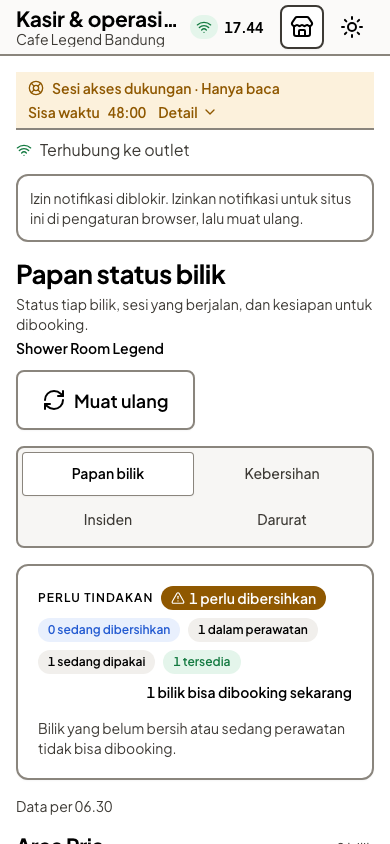 Kasir & operasi...
Cafe Legend Bandung
17.44
Sesi akses dukungan · Hanya baca
Sisa waktu 48:00 Detail
Terhubung ke outlet
Izin notifikasi diblokir. Izinkan notifikasi untuk situs
ini di pengaturan browser, lalu muat ulang.
Papan status bilik
Status tiap bilik, sesi yang berjalan, dan kesiapan untuk
dibooking.
Shower Room Legend
Muat ulang
Papan bilik
Kebersihan
Insiden
Darurat
PERLU TINDAKAN
1 perlu dibersihkan
0 sedang dibersihkan
1 dalam perawatan
1 sedang dipakai
1 tersedia
1 bilik bisa dibooking sekarang
Bilik yang belum bersih atau sedang perawatan
tidak bisa dibooking.
Data per 06.30